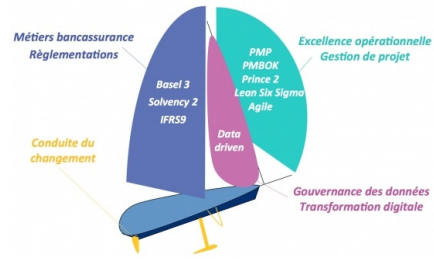 Métiers bancassurance
Règlementations
Excellence opérationnelle
Gestion de projet
PMP
PMBOK
Prince 2
Lean Six Sigma
Agile
Basel 3
Solvency 2
IFRS9
Data
driven
Conduite du
changement
Gouvernance des données
Transformation digitale